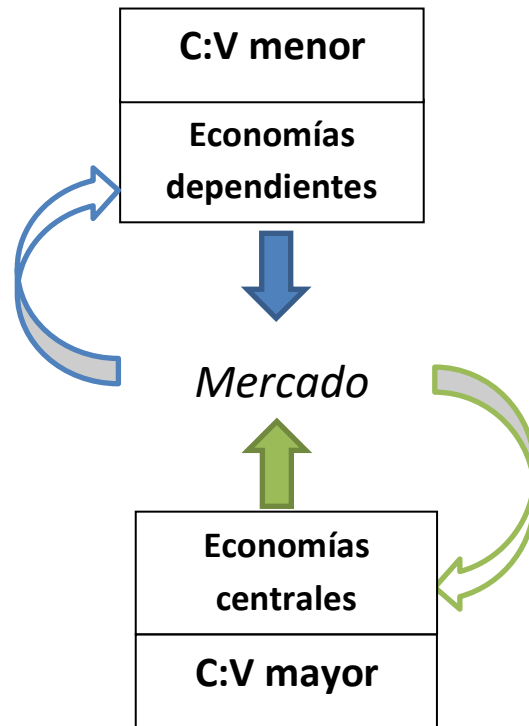 C:V menor
Economías
dependientes
Mercado
Economías
centrales
C:V mayor